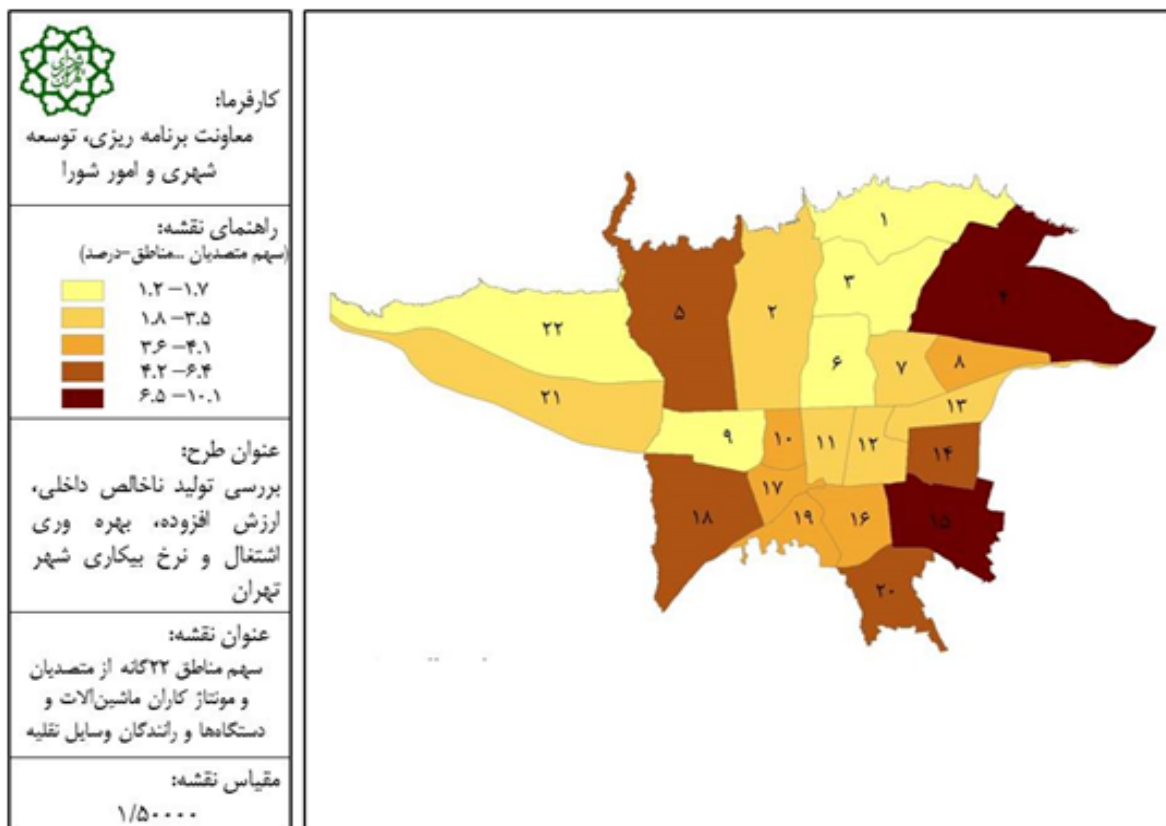 کارفرما:
معاونت برنامه ریزی، توسعه
شهری و امور شورا
راهنمای نقشه:
(سهم متصدیان ...مناطق-درصد)
۱.۲ – ۱.۷
۱.۸ – ۳.۵
۳.۶ – ۴.۱
۴.۲ – ۶.۴
۶.۵ – ۱۰.۱
عنوان طرح:
بررسی تولید ناخالص داخلی،
ارزش افزوده، بهره وری
اشتغال و نرخ بیکاری شهر
تهران
عنوان نقشه:
سهم مناطق ۲۲گانه از متصدیان
و مونتاژ کاران ماشین‌آلات و
دستگاه‌ها و رانندگان وسایل نقلیه
مقیاس نقشه:
۱/۵۰۰۰۰
۱
۴
۳
۵
۲
۲۲
۶
۷
۸
۲۱
۱۳
۹
۱۰
۱۱
۱۲
۱۴
۱۷
۱۸
۱۹
۱۶
۱۵
۲۰